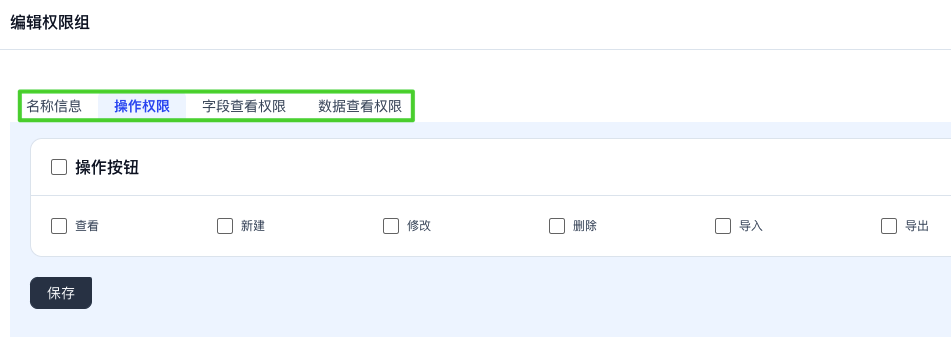 编辑权限组
名称信息 操作权限 字段查看权限 数据查看权限
操作按钮
查看 新建 修改 删除 导入 导出
保存